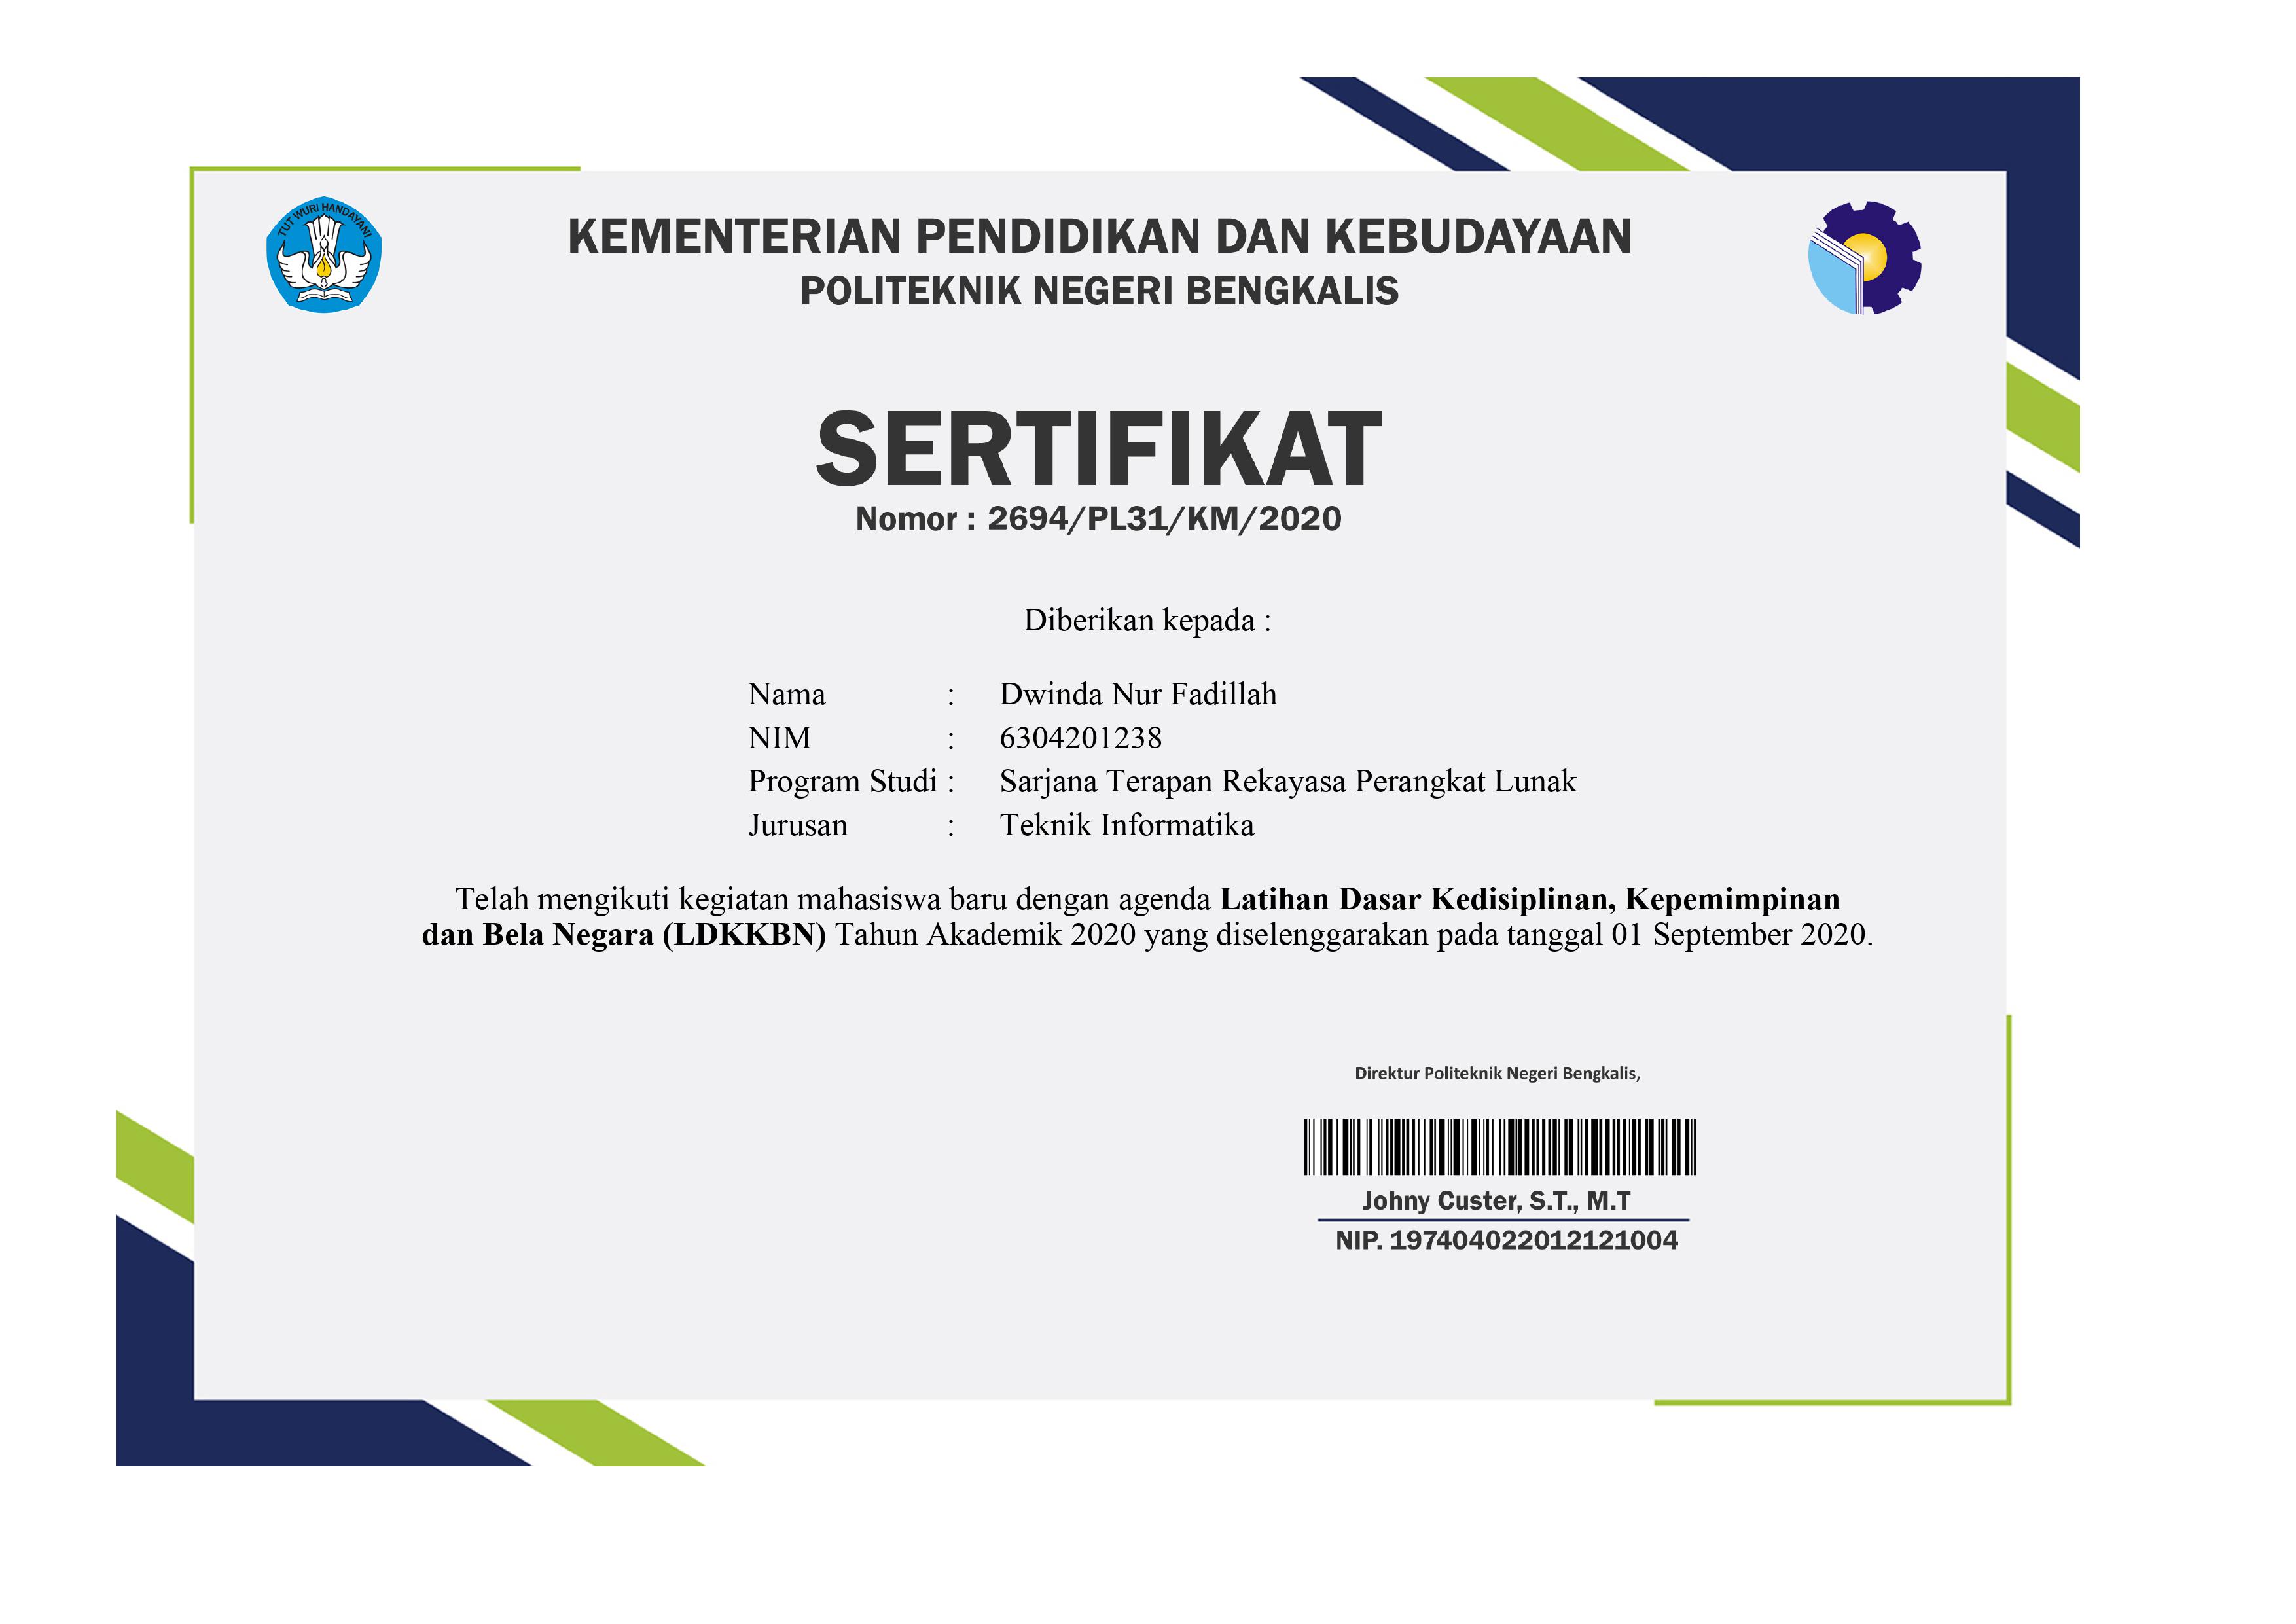 TUT WURI HANDAYANI
KEMENTERIAN PENDIDIKAN DAN KEBUDAYAAN
POLITEKNIK NEGERI BENGKALIS
SERTIFIKAT
Nomor : 2694/PL31/KM/2020
Diberikan kepada :
Nama : Dwinda Nur Fadillah
NIM : 6304201238
Program Studi : Sarjana Terapan Rekayasa Perangkat Lunak
Jurusan : Teknik Informatika
Telah mengikuti kegiatan mahasiswa baru dengan agenda Latihan Dasar Kedisiplinan, Kepemimpinan
dan Bela Negara (LDKKBN) Tahun Akademik 2020 yang diselenggarakan pada tanggal 01 September 2020.
Direktur Politeknik Negeri Bengkalis,
Johny Custer, S.T., M.T
NIP. 197404022012121004